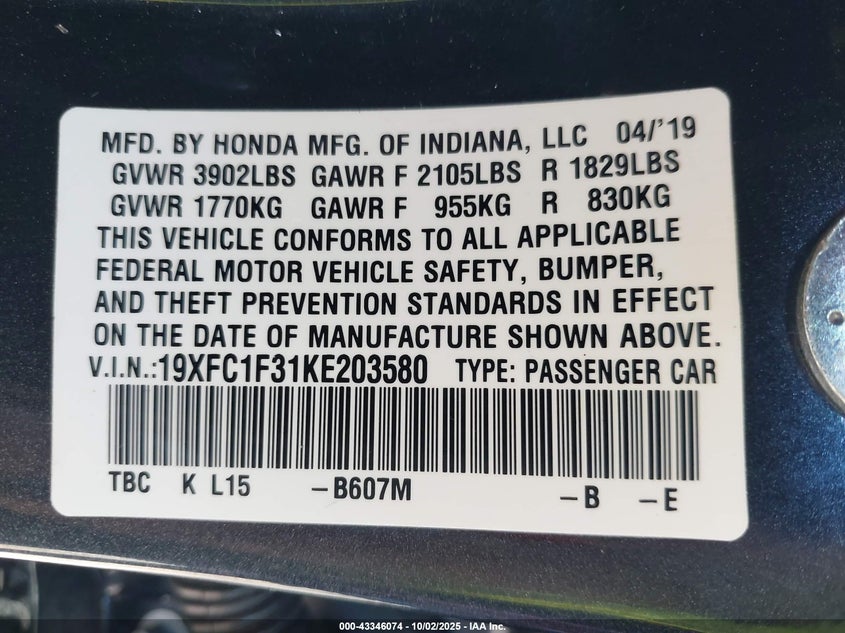 MFD. BY HONDA MFG. OF INDIANA, LLC 04/'19
GVWR 3902LBS GAWR F 2105LBS R 1829LBS
GVWR 1770KG GAWR F 955KG R 830KG
THIS VEHICLE CONFORMS TO ALL APPLICABLE
FEDERAL MOTOR VEHICLE SAFETY, BUMPER,
AND THEFT PREVENTION STANDARDS IN EFFECT
ON THE DATE OF MANUFACTURE SHOWN ABOVE.
V.I.N.:19XFC1F31KE203580 TYPE: PASSENGER CAR
TBC K L15 –B607M –B –E
000-43346074 - 10/02/2025 - IAA Inc.